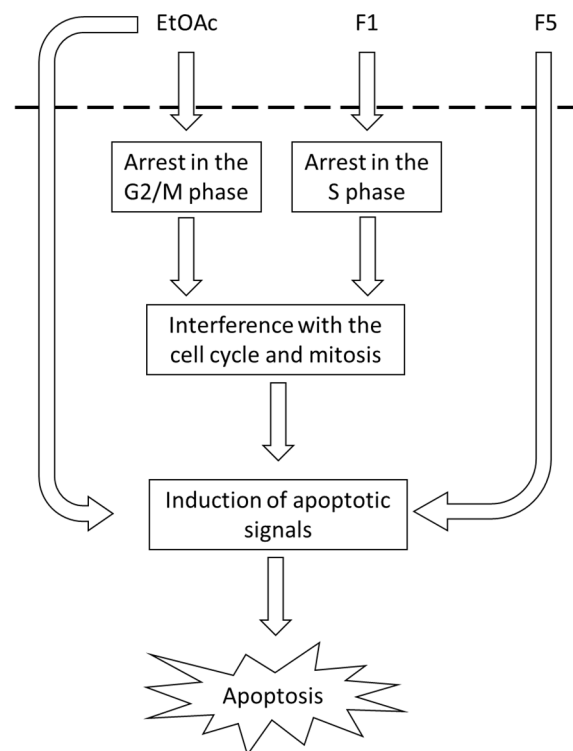 EtOAc F1 F5
Arrest in the
G2/M phase
Arrest in the
S phase
Interference with the
cell cycle and mitosis
Induction of apoptotic
signals
Apoptosis